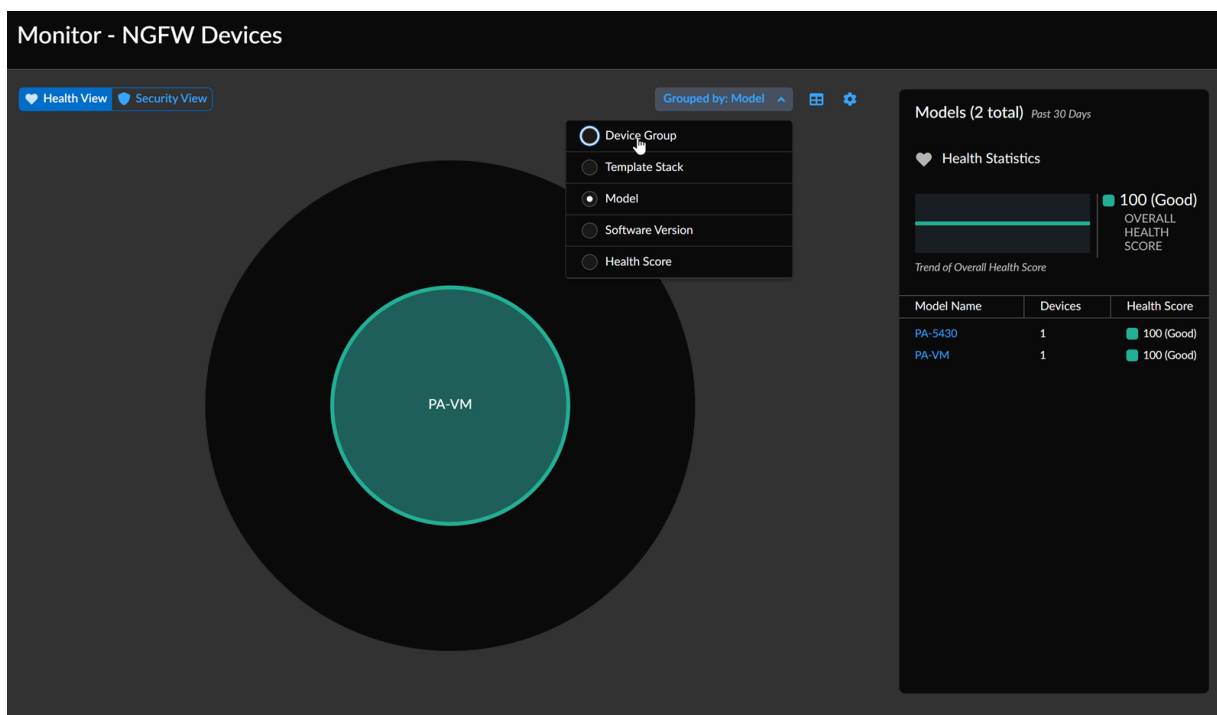 Monitor - NGFW Devices
Health View Security View
Grouped by: Model
Device Group
Template Stack
Model
Software Version
Health Score
PA-VM
Models (2 total) Past 30 Days
Health Statistics
100 (Good)
OVERALL
HEALTH
SCORE
Trend of Overall Health Score
Model Name Devices Health Score
PA-5430 1 100 (Good)
PA-VM 1 100 (Good)